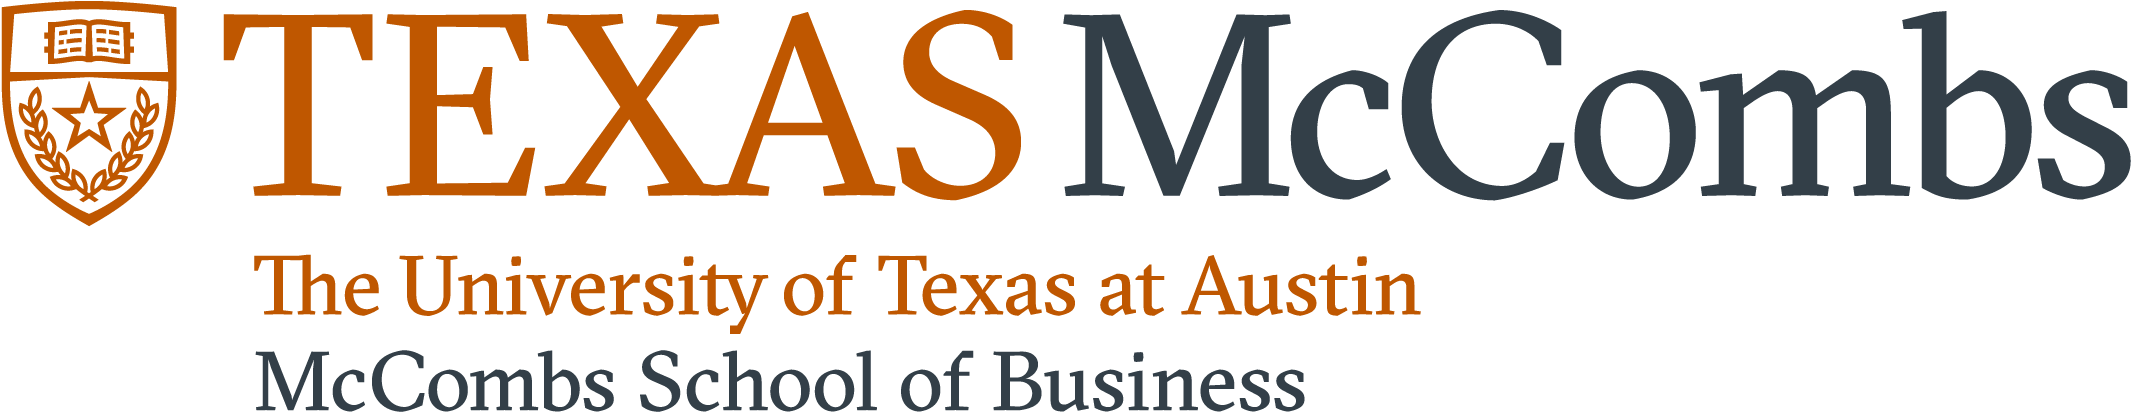 TEXAS McCombs
The University of Texas at Austin
McCombs School of Business